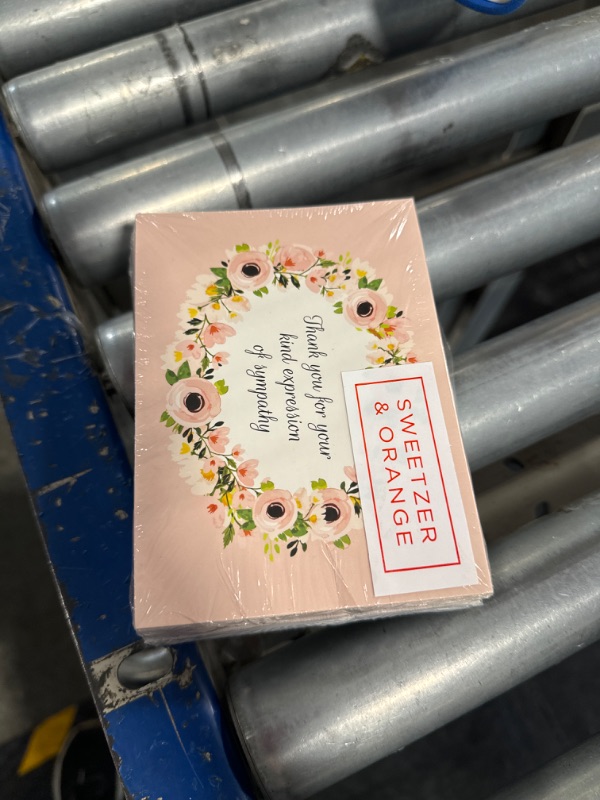 Thank you for your
kind expression
of sympathy
SWEETZER
& ORANGE